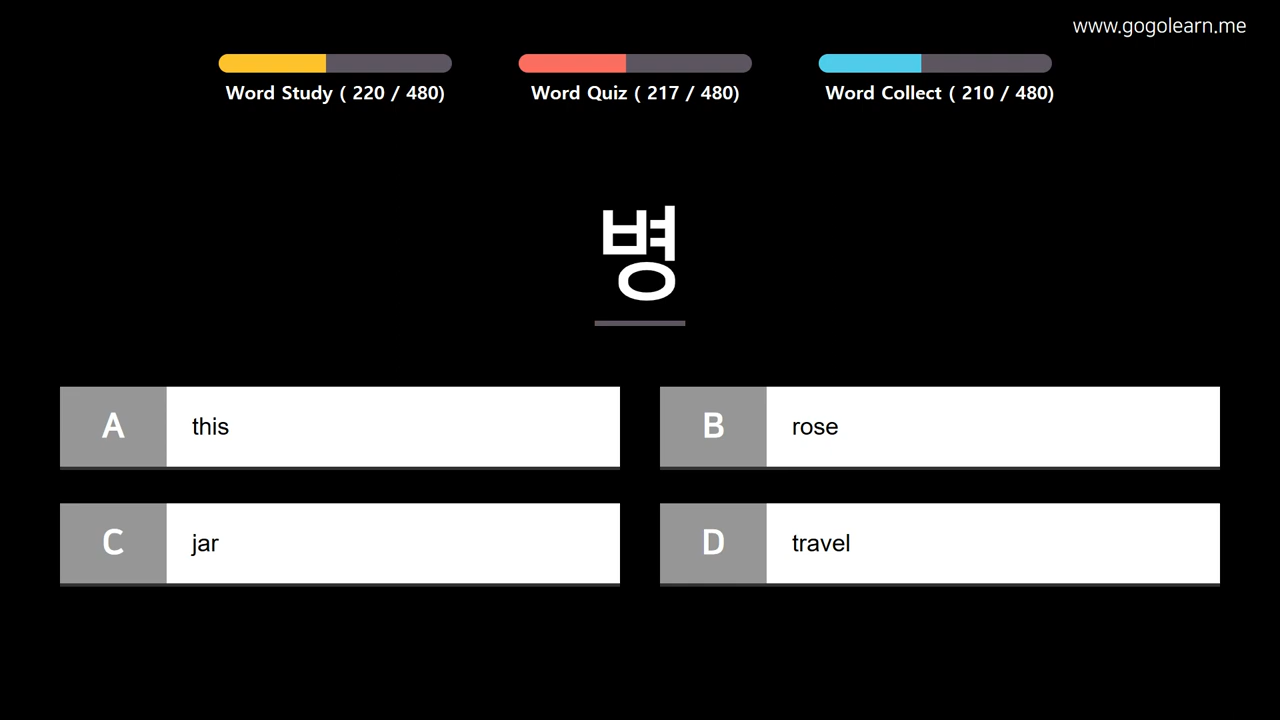 www.gogolearn.me
Word Study ( 220 / 480)
Word Quiz ( 217 / 480)
Word Collect ( 210 / 480)
병
A this
B rose
C jar
D travel